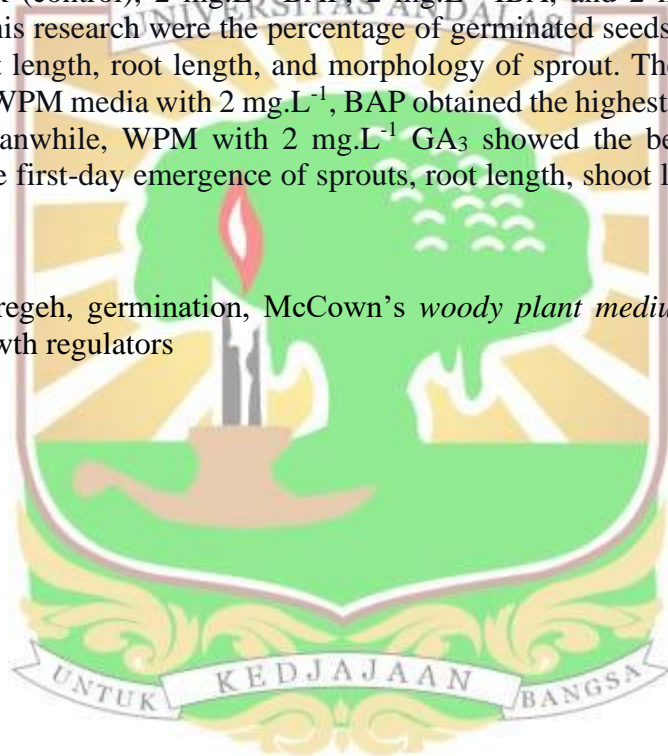 (control), 2 mg.L BAP, 2 mg.L IBA, and 2
UNIVERSITAS ANDALAS
his research were the percentage of germinated seeds
length, root length, and morphology of sprout. The
WPM media with 2 mg.L-1, BAP obtained the highest
anwhile, WPM with 2 mg.L-1 GA3 showed the be
e first-day emergence of sprouts, root length, shoot l
regeh, germination, McCown's woody plant mediu
wth regulators
UNTUK KEDJAJAAN BANGSA